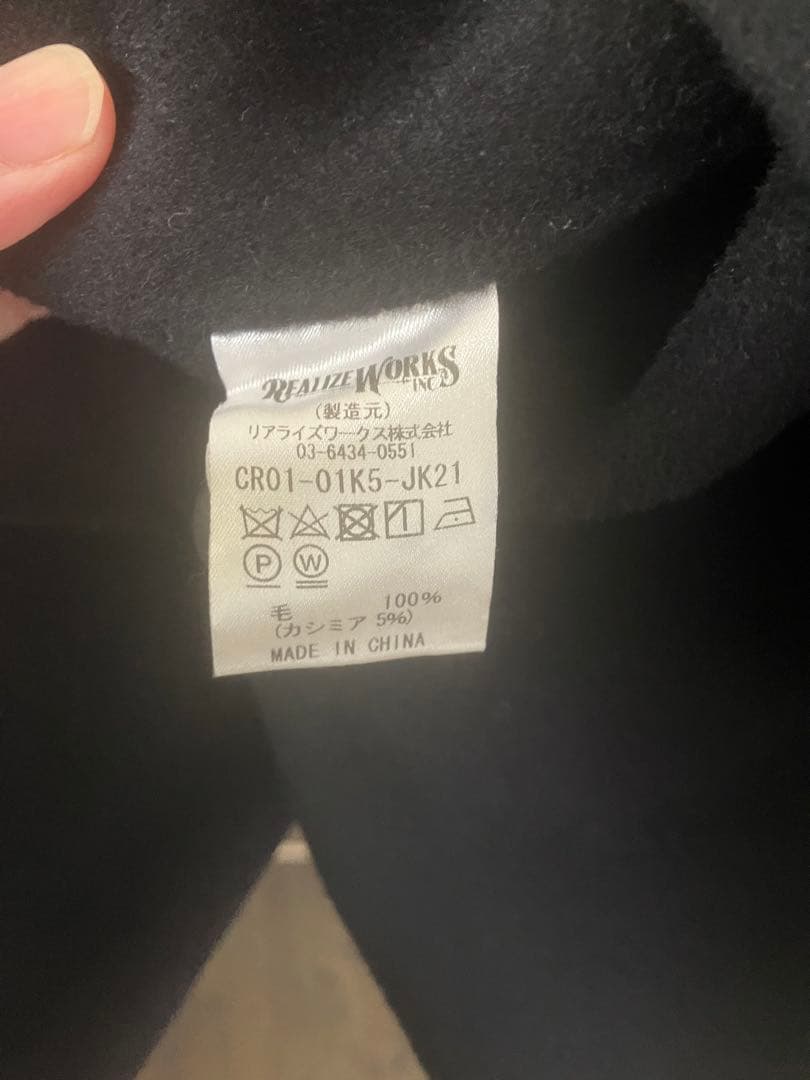 REALIZE WORKS
INC
(製造元)
リアライズワークス株式会社
03-6434-0551
CR01-01K5-JK21
P W
毛 100%
(カシミア 5%)
MADE IN CHINA